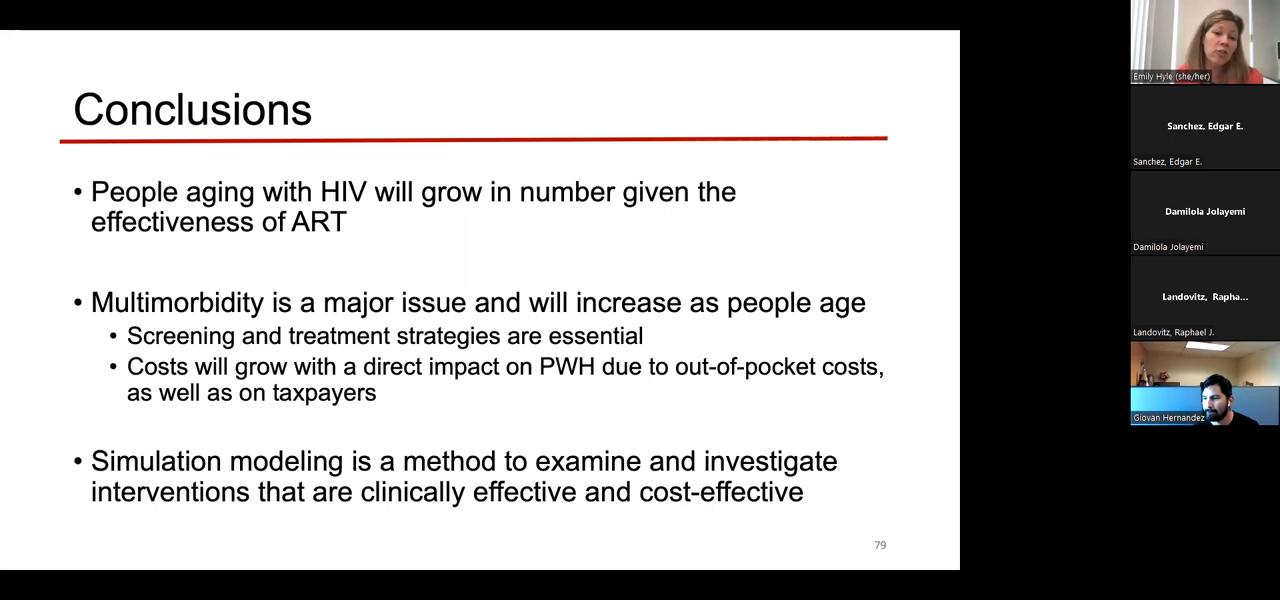 Conclusions
• People aging with HIV will grow in number given the
effectiveness of ART
• Multimorbidity is a major issue and will increase as people age
• Screening and treatment strategies are essential
• Costs will grow with a direct impact on PWH due to out-of-pocket costs,
as well as on taxpayers
• Simulation modeling is a method to examine and investigate
interventions that are clinically effective and cost-effective
79
Emily Hyle (she/her)
Sanchez, Edgar E.
Sanchez, Edgar E.
Damilola Jolayemi
Damilola Jolayemi
Landovitz, Rapha...
Landovitz, Raphael J.
Giovan Hernandez